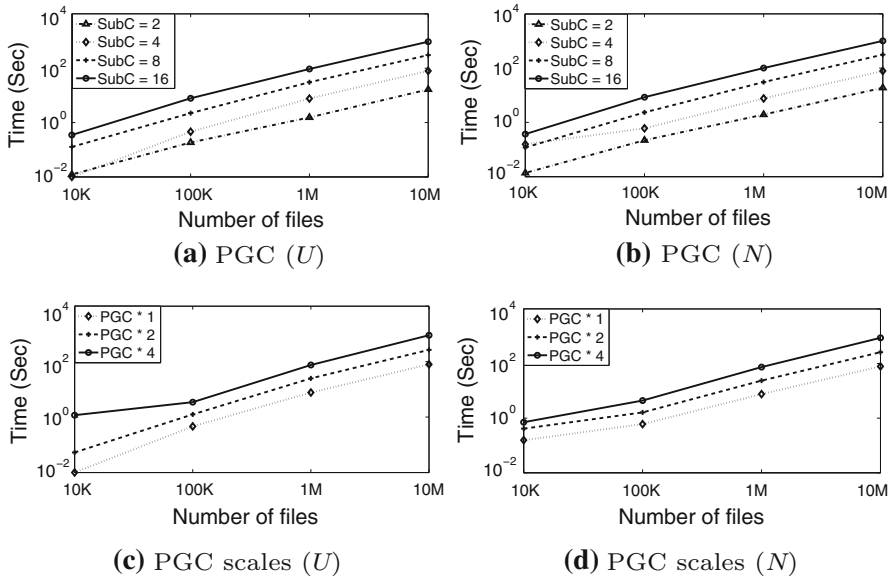 10^4
10^2
10^0
10^-2
Time (Sec)
SubC = 2
SubC = 4
SubC = 8
SubC = 16
10K
100K
1M
10M
Number of files
(a) PGC (U)
10^4
10^2
10^0
10^-2
Time (Sec)
SubC = 2
SubC = 4
SubC = 8
SubC = 16
10K
100K
1M
10M
Number of files
(b) PGC (N)
10^4
10^2
10^0
10^-2
Time (Sec)
PGC * 1
PGC * 2
PGC * 4
10K
100K
1M
10M
Number of files
(c) PGC scales (U)
10^4
10^2
10^0
10^-2
Time (Sec)
PGC * 1
PGC * 2
PGC * 4
10K
100K
1M
10M
Number of files
(d) PGC scales (N)